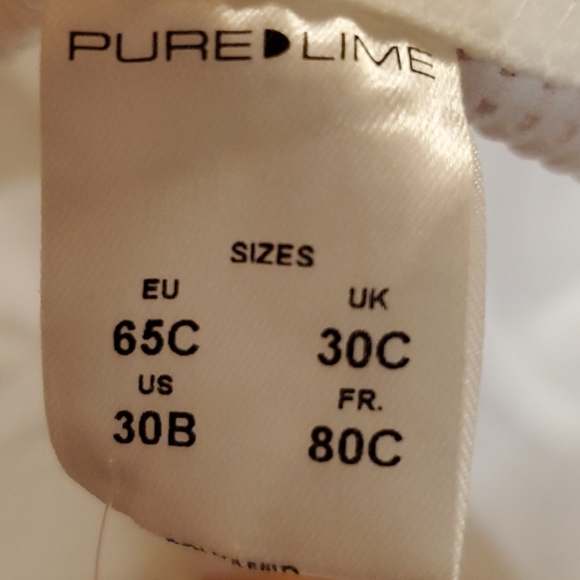 PURE LIME
SIZES
EU UK
65C 30C
US FR.
30B 80C